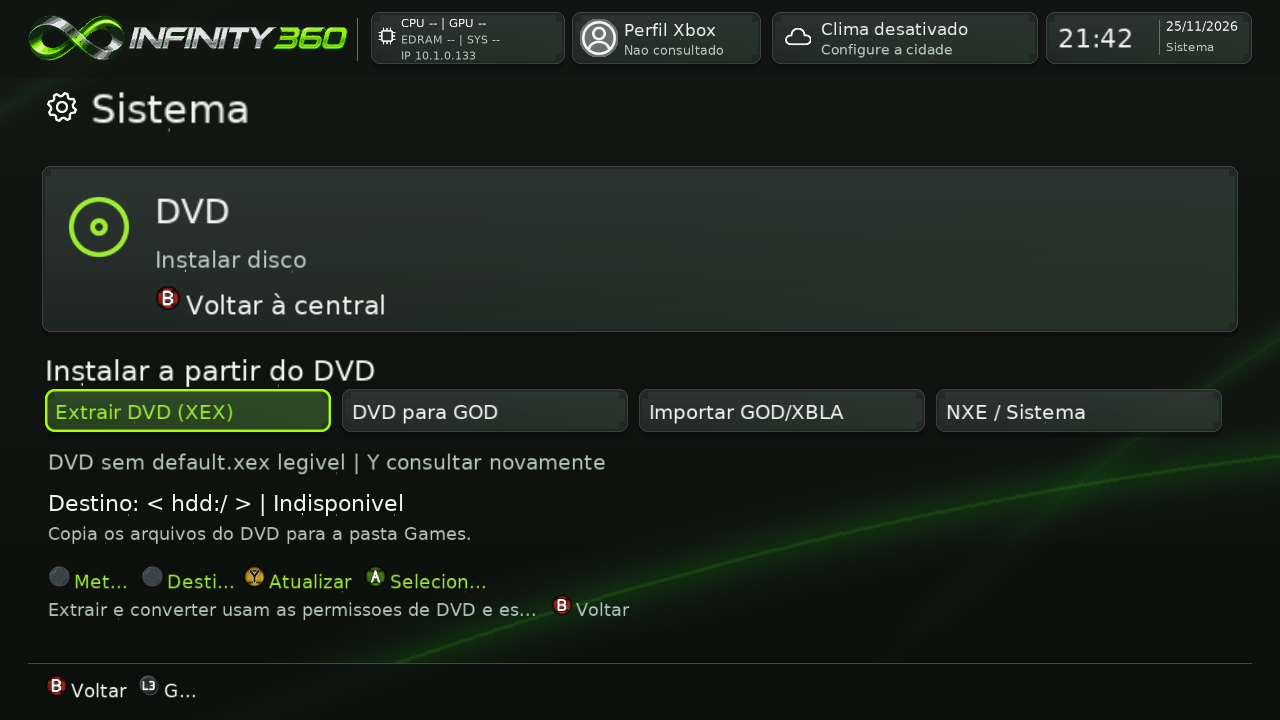 INFINITY 360
CPU -- | GPU --
EDRAM -- | SYS --
IP 10.1.0.133
Perfil Xbox
Nao consultado
Clima desativado
Configure a cidade
21:42
25/11/2026
Sistema
Sistema
DVD
Instalar disco
B Voltar à central
Instalar a partir do DVD
Extrair DVD (XEX)
DVD para GOD
Importar GOD/XBLA
NXE / Sistema
DVD sem default.xex legivel | Y consultar novamente
Destino: < hdd:/ > | Indisponivel
Copia os arquivos do DVD para a pasta Games.
Met... Desti... Y Atualizar A Selecion...
Extrair e converter usam as permissoes de DVD e es... B Voltar
B Voltar L3 G...